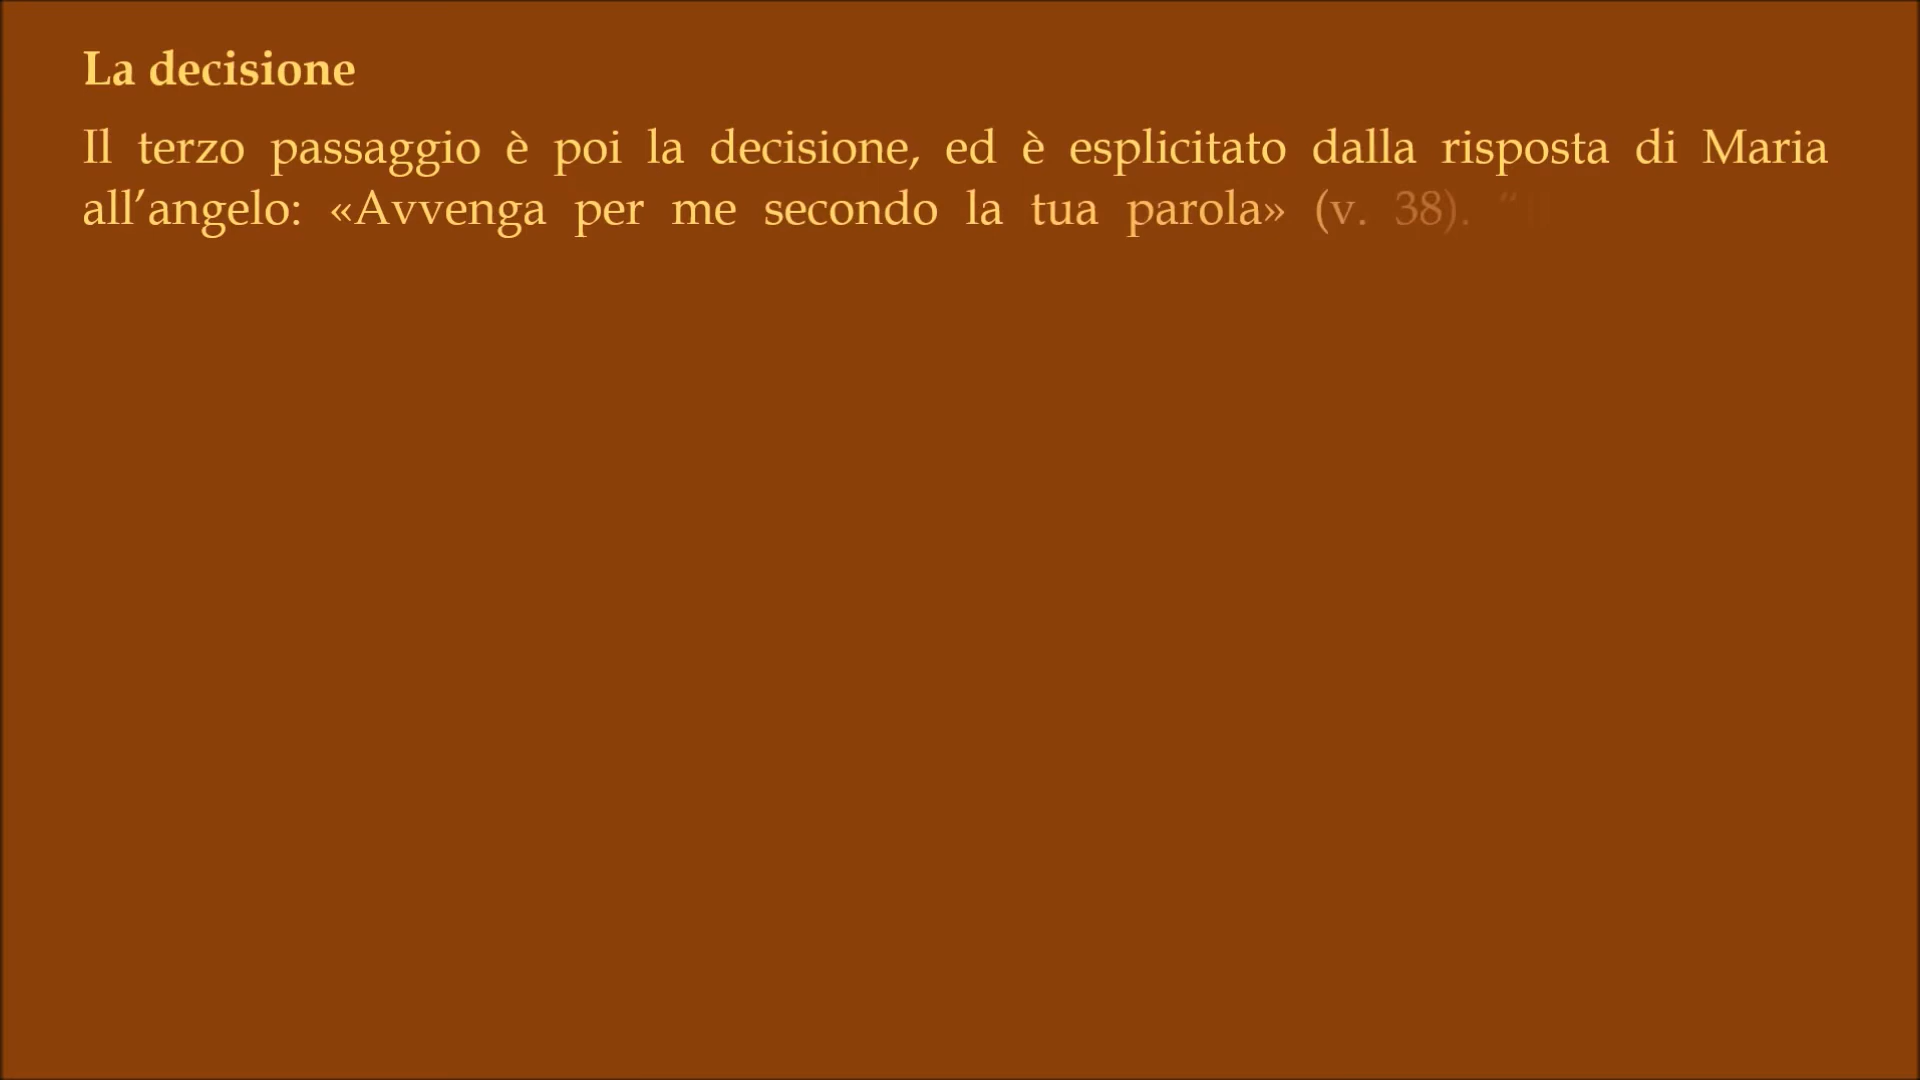 La decisione
Il terzo passaggio è poi la decisione, ed è esplicitato dalla risposta di Maria
all’angelo: «Avvenga per me secondo la tua parola» (v. 38). “